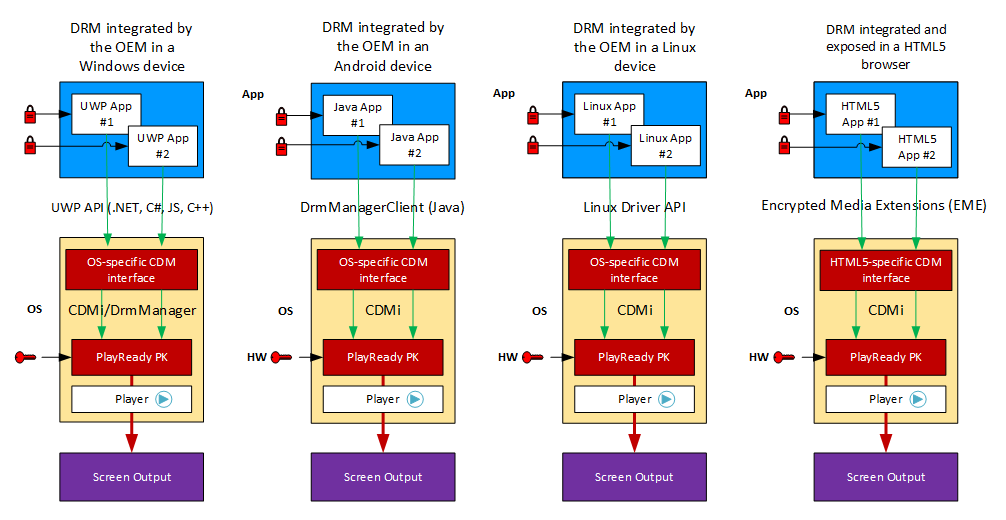 DRM integrated by
the OEM in a
Windows device
UWP App
#1
UWP App
#2
UWP API (.NET, C#, JS, C++)
OS-specific CDM
interface
OS
CDMi/DrmManager
PlayReady PK
Player
Screen Output
DRM integrated by
the OEM in an
Android device
App
Java App
#1
Java App
#2
DrmManagerClient (Java)
OS-specific CDM
interface
OS
CDMi
HW
PlayReady PK
Player
Screen Output
DRM integrated by
the OEM in a Linux
device
App
Linux App
#1
Linux App
#2
Linux Driver API
OS-specific CDM
interface
OS
CDMi
HW
PlayReady PK
Player
Screen Output
DRM integrated and
exposed in a HTML5
browser
App
HTML5
App #1
HTML5
App #2
Encrypted Media Extensions (EME)
HTML5-specific CDM
interface
OS
CDMi
HW
PlayReady PK
Player
Screen Output